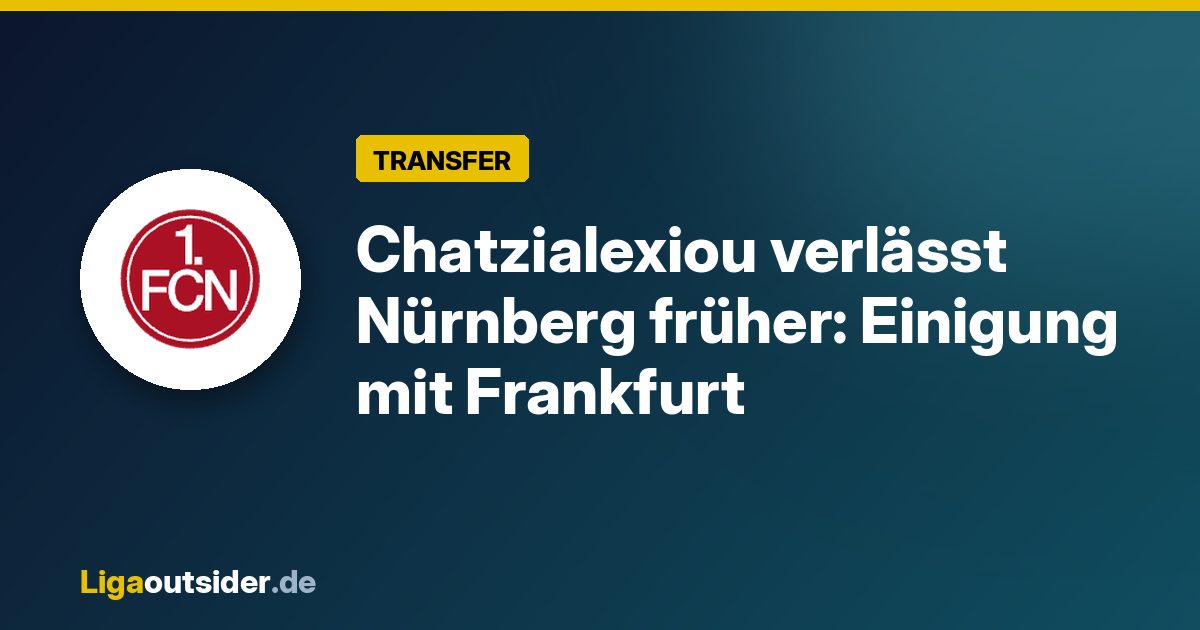 TRANSFER
1.
FCN
Chatzialexiou verlässt
Nürnberg früher: Einigung
mit Frankfurt
Ligaoutsider.de